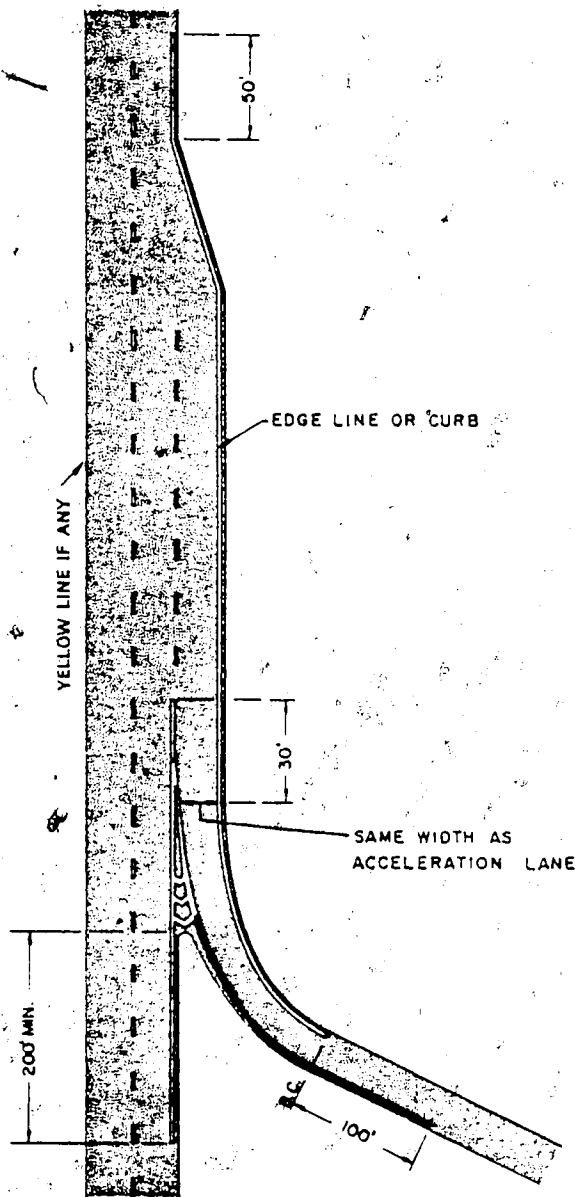 50'
EDGE LINE OR CURB
YELLOW LINE IF ANY
30'
SAME WIDTH AS
ACCELERATION LANE
200' MIN.
P.C.
100'